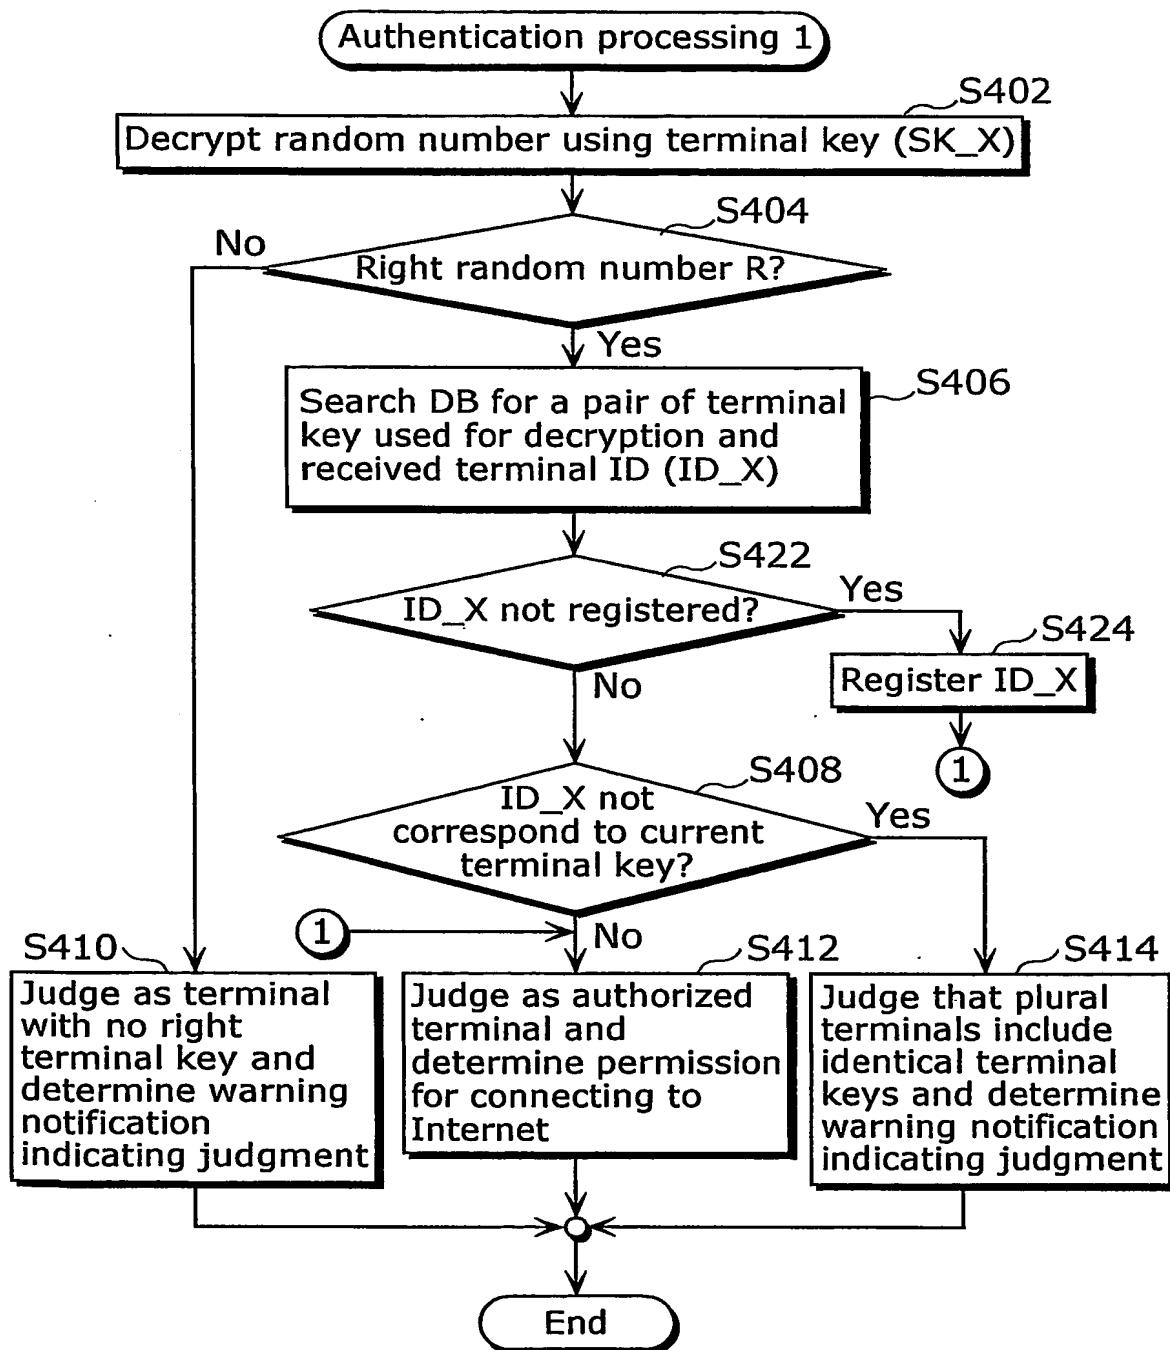 Authentication processing 1
S402
Decrypt random number using terminal key (SK_X)
S404
No
Right random number R?
Yes
S406
Search DB for a pair of terminal
key used for decryption and
received terminal ID (ID_X)
S422
Yes
ID_X not registered?
S424
No
Register ID_X
1
S408
ID_X not
correspond to current
terminal key?
Yes
1
No
S410
Judge as terminal
with no right
terminal key and
determine warning
notification
indicating judgment
S412
Judge as authorized
terminal and
determine permission
for connecting to
Internet
S414
Judge that plural
terminals include
identical terminal
keys and determine
warning notification
indicating judgment
End